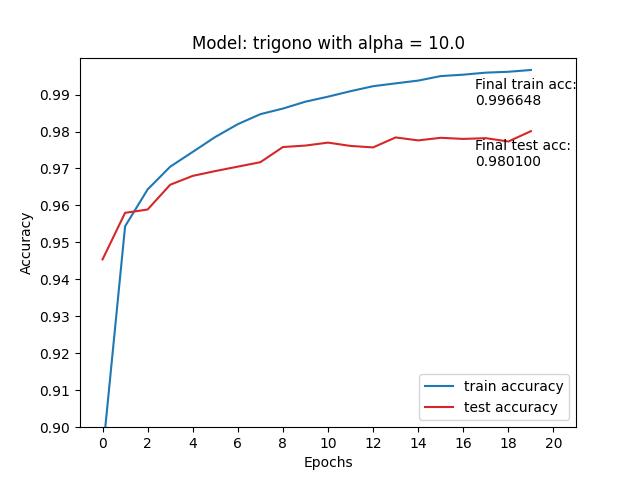 Model: trigono with alpha = 10.0
Final train acc:
0.996648
Final test acc:
0.980100
0.99
0.98
0.97
0.96
0.95
0.94
0.93
0.92
0.91
0.90
Accuracy
train accuracy
test accuracy
0 2 4 6 8 10 12 14 16 18 20
Epochs